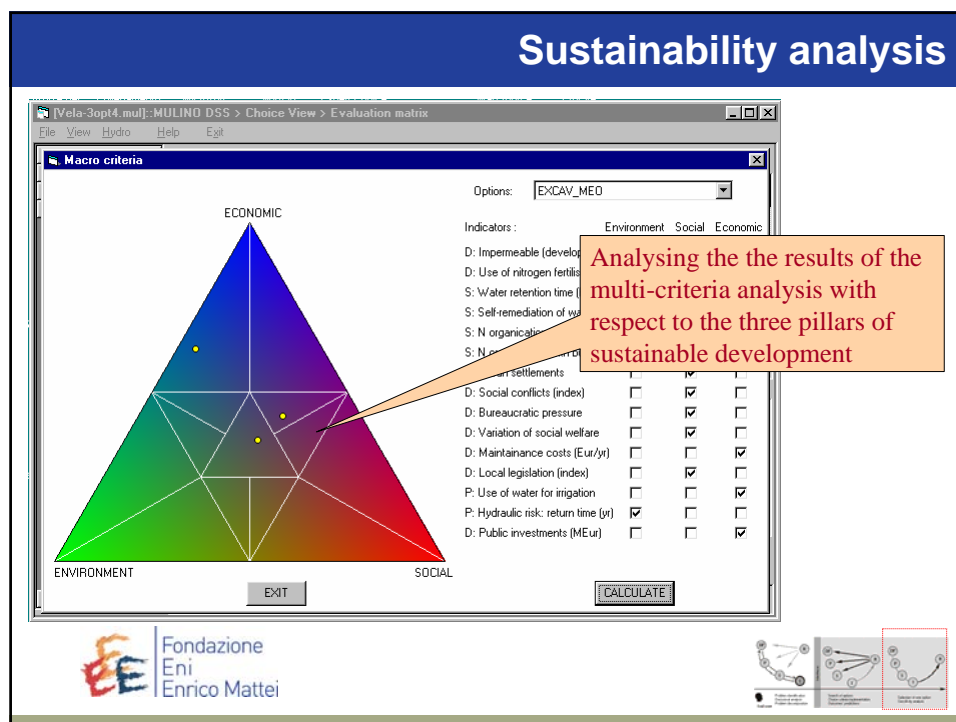 Sustainability analysis
[Vela-3opt4.mul]::MULINO DSS > Choice View > Evaluation matrix
File View Hydro Help Exit
Macro criteria
Options: EXCAV_MEO
Indicators : Environment Social Economic
ECONOMIC
D: Impermeable (develop
D: Use of nitrogen fertilis
S: Water retention time (
S: Self-remediation of wa
S: N organicatio
S: N
settlements
D: Social conflicts (index)
D: Bureaucratic pressure
D: Variation of social welfare
D: Maintainance costs (Eur/yr)
D: Local legislation (index)
P: Use of water for irrigation
P: Hydraulic risk: return time (yr)
D: Public investments (MEur)
Analysing the the results of the
multi-criteria analysis with
respect to the three pillars of
sustainable development
ENVIRONMENT
SOCIAL
EXIT
CALCULATE
Fondazione
Eni
Enrico Mattei